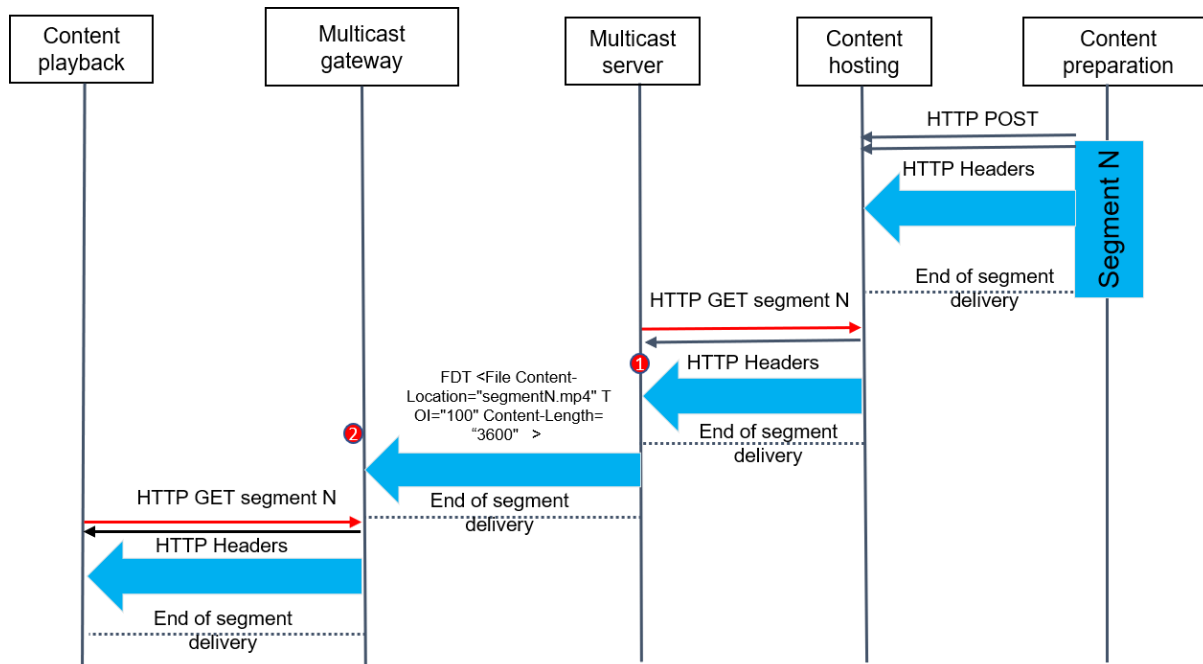 Content
playback
Multicast
gateway
Multicast
server
Content
hosting
Content
preparation
HTTP POST
HTTP Headers
Segment N
End of segment
delivery
HTTP GET segment N
1
HTTP Headers
FDT <File Content-
Location="segmentN.mp4" T
OI="100" Content-Length=
“3600" >
End of segment
delivery
2
HTTP GET segment N
End of segment
delivery
HTTP Headers
End of segment
delivery